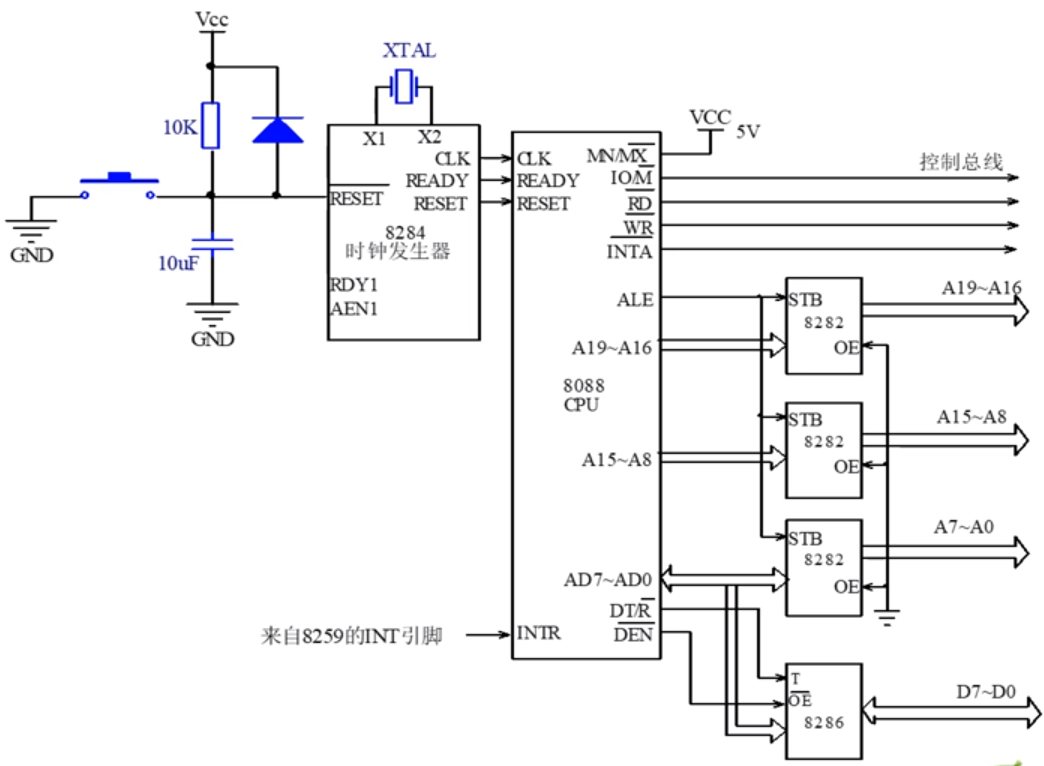 Vcc
XTAL
10K
X1
X2
CLK
READY
RESET
RESET
8284
时钟发生器
RDY1
AEN1
GND
10uF
GND
CLK
READY
RESET
8088
CPU
来自8259的INT引脚
INTR
MN/MX
VCC
5V
IO/M
控制总线
RD
WR
INTA
ALE
A19~A16
A15~A8
AD7~AD0
DT/R
DEN
STB
8282
OE
A19~A16
STB
8282
OE
A15~A8
STB
8282
OE
A7~A0
T
OE
8286
D7~D0